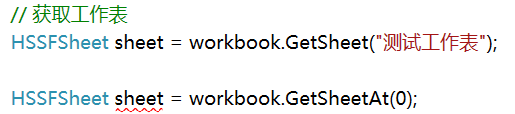 // 获取工作表
HSSFSheet sheet = workbook.GetSheet("测试工作表");
HSSFSheet sheet = workbook.GetSheetAt(0);